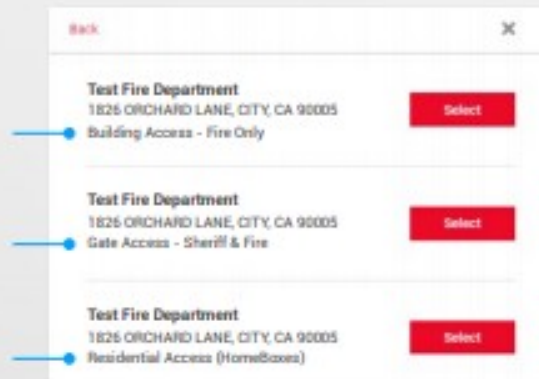 Back
Test Fire Department
1826 ORCHARD LANE, CITY, CA 90005
Building Access - Fire Only
Select
Test Fire Department
1826 ORCHARD LANE, CITY, CA 90005
Gate Access - Sheriff & Fire
Select
Test Fire Department
1826 ORCHARD LANE, CITY, CA 90005
Residential Access (HomeBoxes)
Select